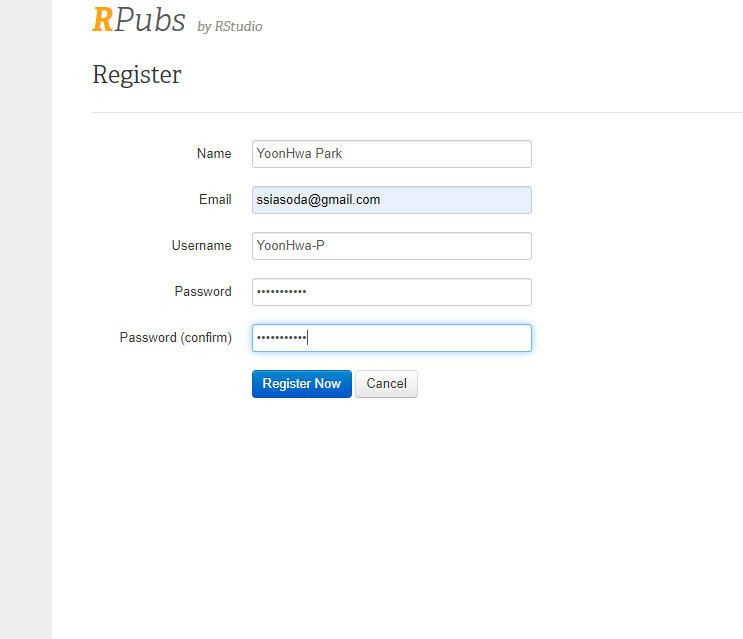 RPubs by RStudio
Register
Name YoonHwa Park
Email ssiasoda@gmail.com
Username YoonHwa-P
Password •••••••••••
Password (confirm) •••••••••••
Register Now Cancel